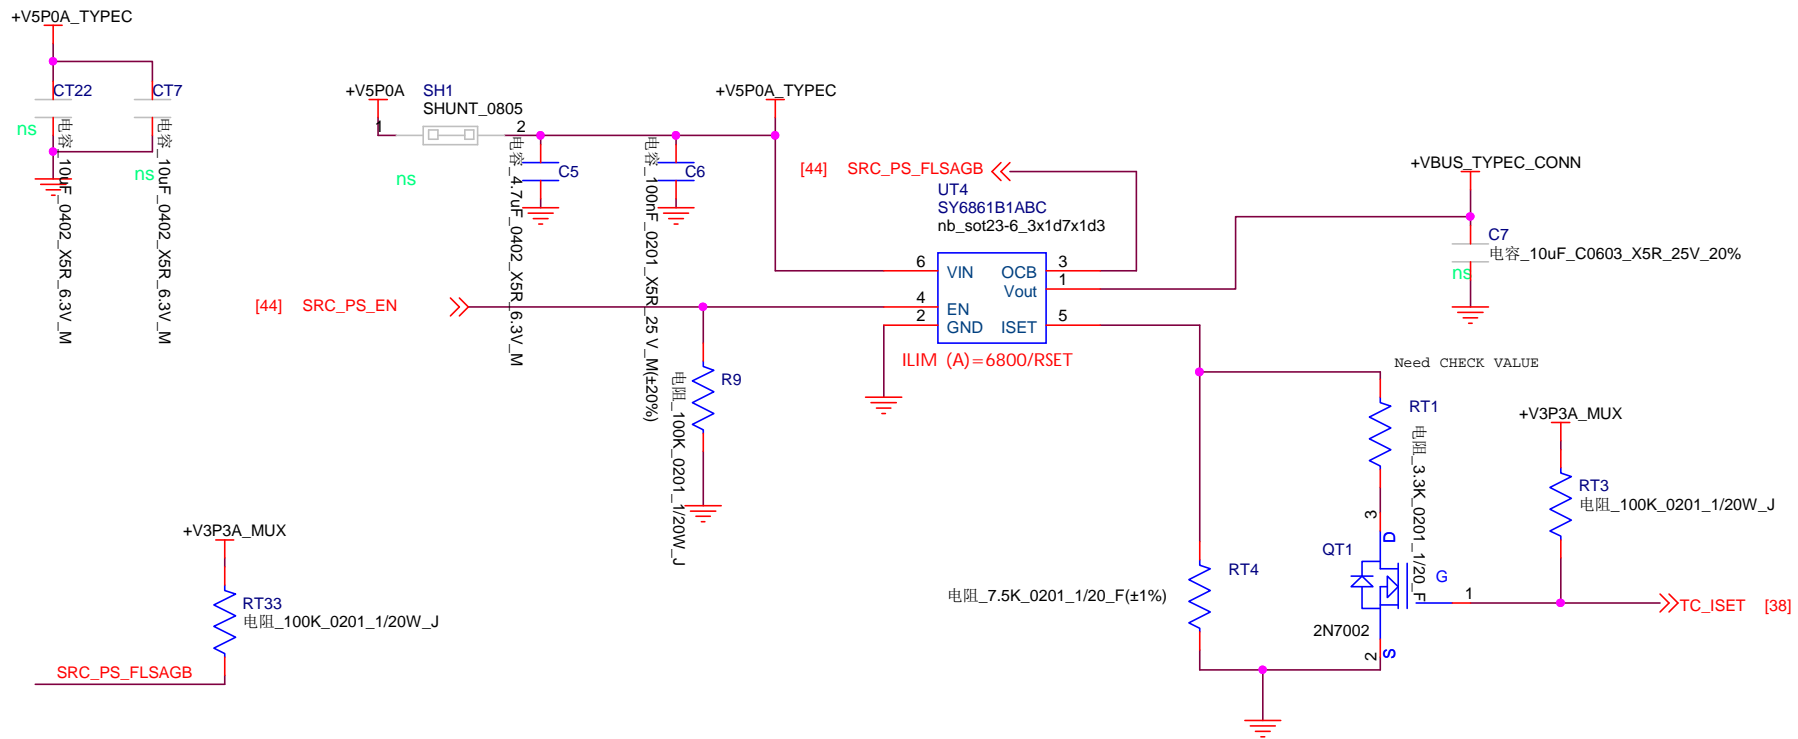 +V5P0A_TYPEC
CT22
ns
电容_10uF_0402_X5R_6.3V_M
CT7
ns
电容_10uF_0402_X5R_6.3V_M
+V5P0A
1
SH1
SHUNT_0805
2
ns
+V5P0A_TYPEC
C5
电容_4.7uF_0402_X5R_6.3V_M
C6
电容_100nF_0201_X5R_25 V_M(±20%)
[44] SRC_PS_FLSAGB
UT4
SY6861B1ABC
nb_sot23-6_3x1d7x1d3
6 VIN
4 EN
2 GND
OCB 3
Vout 1
ISET 5
ILIM (A)=6800/RSET
[44] SRC_PS_EN
R9
电阻_100K_0201_1/20W_J
+VBUS_TYPEC_CONN
C7
电容_10uF_C0603_X5R_25V_20%
ns
Need CHECK VALUE
RT1
电阻_3.3K_0201_1/20_F
+V3P3A_MUX
RT3
电阻_100K_0201_1/20W_J
3
D
QT1
G
1
2N7002
2
S
TC_ISET [38]
RT4
电阻_7.5K_0201_1/20_F(±1%)
+V3P3A_MUX
RT33
电阻_100K_0201_1/20W_J
SRC_PS_FLSAGB